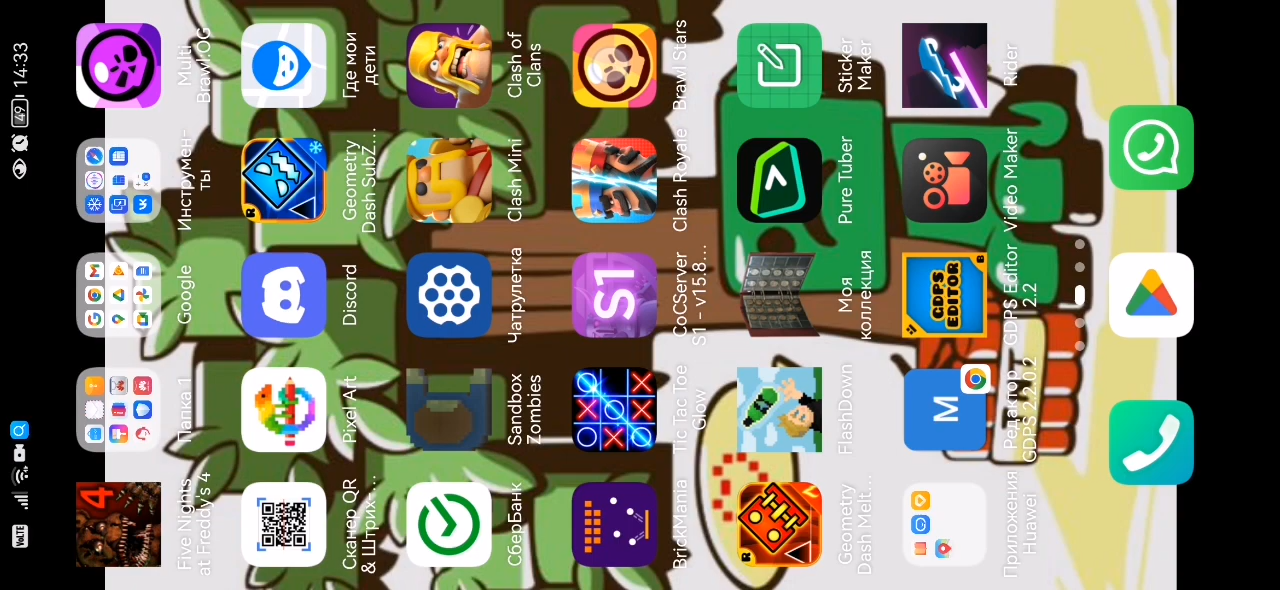 VoLTE
49
14:33
4
Five Nights
at Freddy's 4
Папка 1
Google
Инструмен-
ты
Multi
Brawl.OG
Сканер QR
& Штрих-...
Pixel Art
Discord
Geometry
Dash SubZ...
Где мои
дети
СберБанк
Sandbox
Zombies
Чатрулетка
Clash Mini
Clash of
Clans
BrickMania
Tic Tac Toe
Glow
S1
CoCServer
S1 - v15.8...
Clash Royale
Brawl Stars
Geometry
Dash Melt...
FlashDown
Моя
коллекция
Pure Tuber
Sticker
Maker
Приложения
Huawei
M
Редактор
GDPS 2.2.0.2
GDPS
EDITOR
GDPS Editor
2.2
Video Maker
Rider